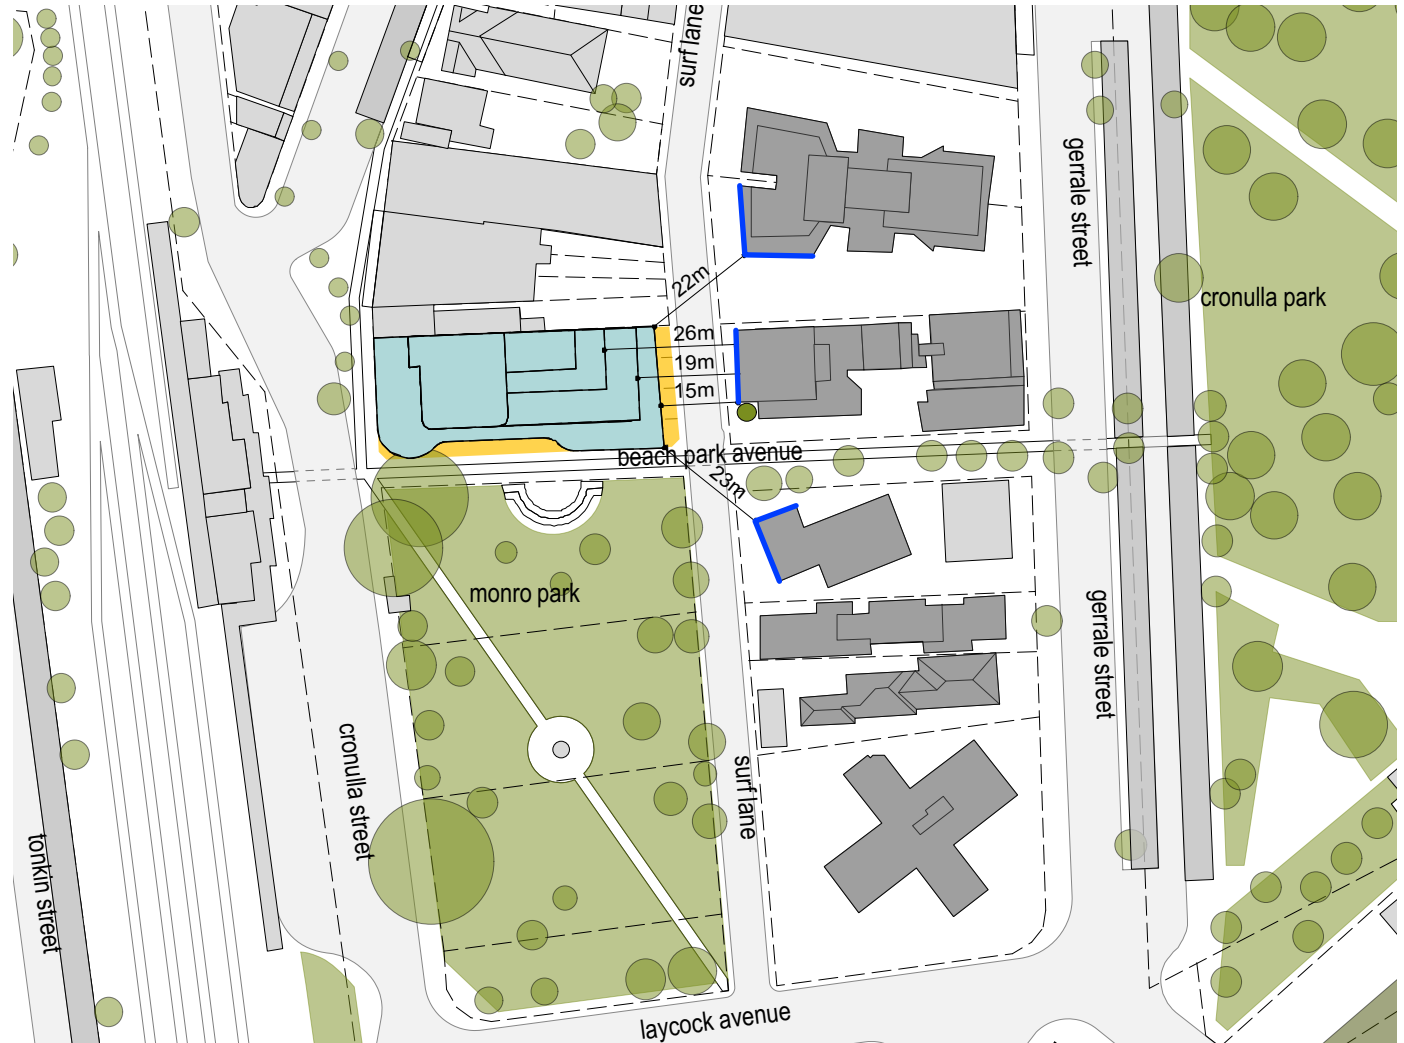 surf lane
gerrale street
22m
cronulla park
26m
19m
15m
beach park avenue
23m
monro park
gerrale street
cronulla street
surf lane
tonkin street
laycock avenue